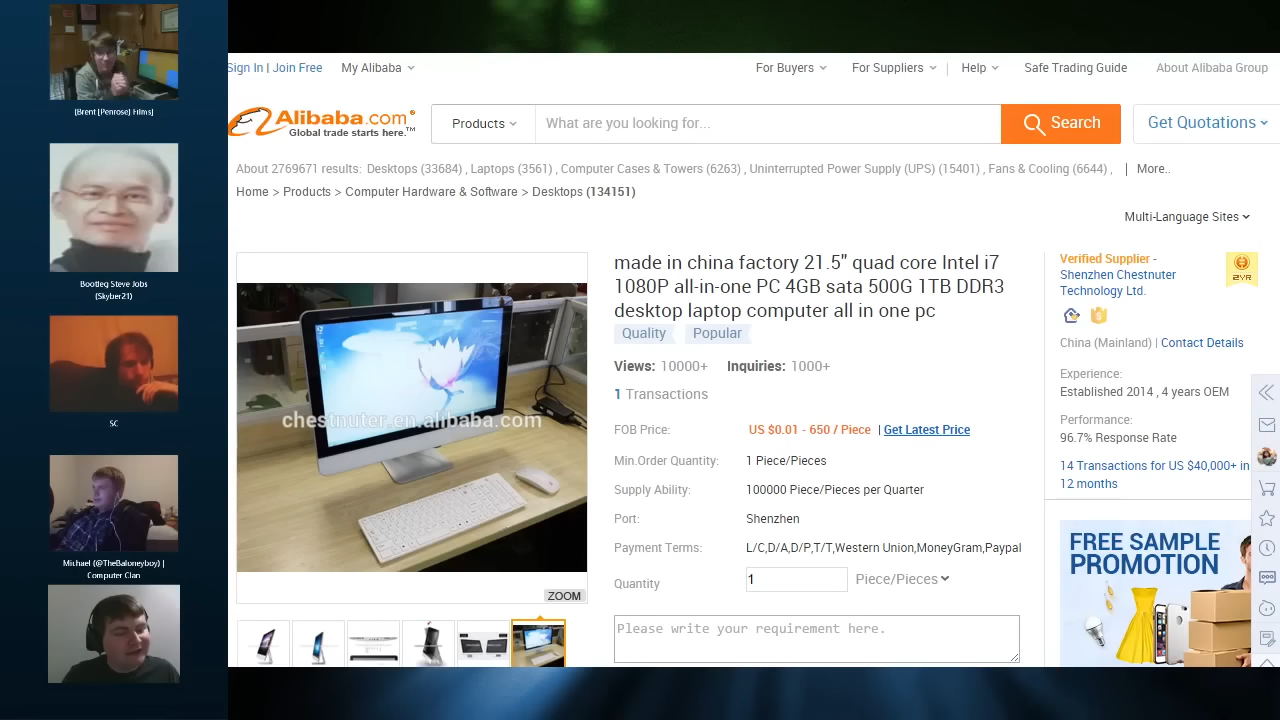 [Brent [Penrose] Films]
Bootleg Steve Jobs
(Skyber21)
SC
Michael (@TheBaloneyboy) |
Computer Clan
Sign In | Join Free
My Alibaba
For Buyers
For Suppliers
Help
Safe Trading Guide
About Alibaba Group
Alibaba.com®
Global trade starts here.™
Products
What are you looking for...
Search
Get Quotations
About 2769671 results: Desktops (33684) , Laptops (3561) , Computer Cases & Towers (6263) , Uninterrupted Power Supply (UPS) (15401) , Fans & Cooling (6644) , | More..
Home > Products > Computer Hardware & Software > Desktops (134151)
Multi-Language Sites
chestnuter.en.alibaba.com
ZOOM
made in china factory 21.5" quad core Intel i7
1080P all-in-one PC 4GB sata 500G 1TB DDR3
desktop laptop computer all in one pc
Quality Popular
Views: 10000+ Inquiries: 1000+
1 Transactions
FOB Price: US $0.01 - 650 / Piece | Get Latest Price
Min.Order Quantity: 1 Piece/Pieces
Supply Ability: 100000 Piece/Pieces per Quarter
Port: Shenzhen
Payment Terms: L/C,D/A,D/P,T/T,Western Union,MoneyGram,Paypal
Quantity 1 Piece/Pieces
Please write your requirement here.
Verified Supplier -
Shenzhen Chestnuter
Technology Ltd.
2YR
China (Mainland) | Contact Details
Experience:
Established 2014 , 4 years OEM
Performance:
96.7% Response Rate
14 Transactions for US $40,000+ in
12 months
FREE SAMPLE
PROMOTION